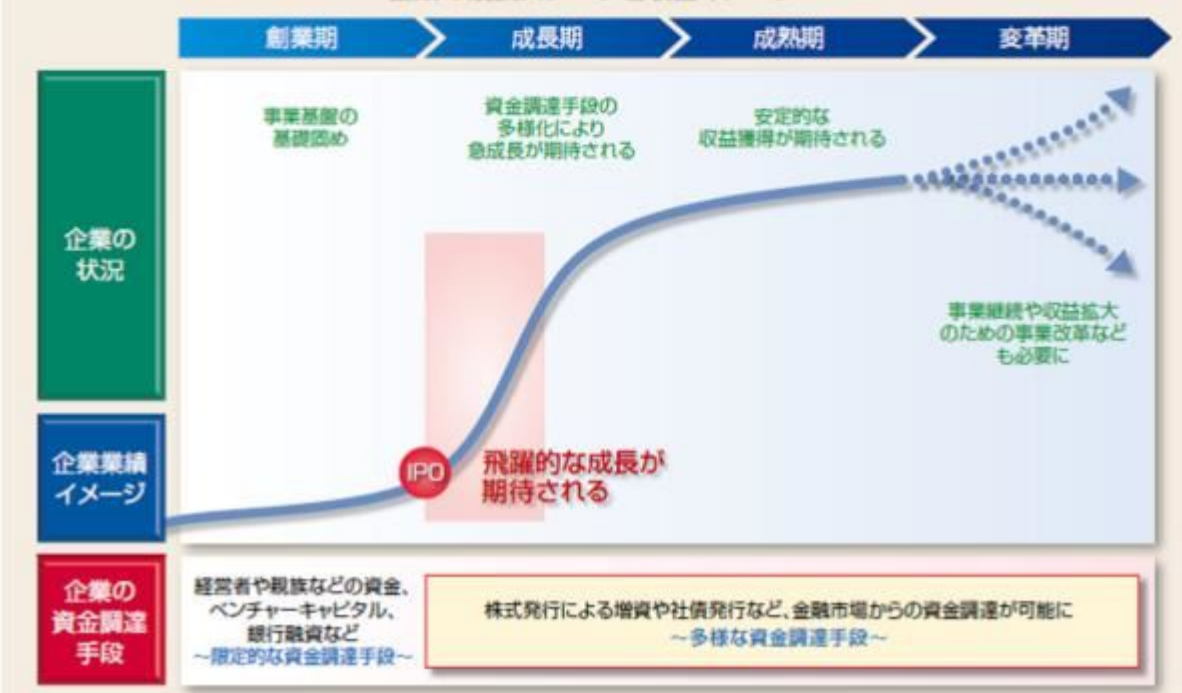 創業期
成長期
成熟期
変革期
企業の
状況
事業基盤の
基礎固め
資金調達手段の
多様化により
急成長が期待される
安定的な
収益獲得が期待される
事業継続や収益拡大
のための事業改革など
も必要に
企業業績
イメージ
IPO
飛躍的な成長が
期待される
企業の
資金調達
手段
経営者や親族などの資金、
ベンチャーキャピタル、
銀行融資など
～限定的な資金調達手段～
株式発行による増資や社債発行など、金融市場からの資金調達が可能に
～多様な資金調達手段～